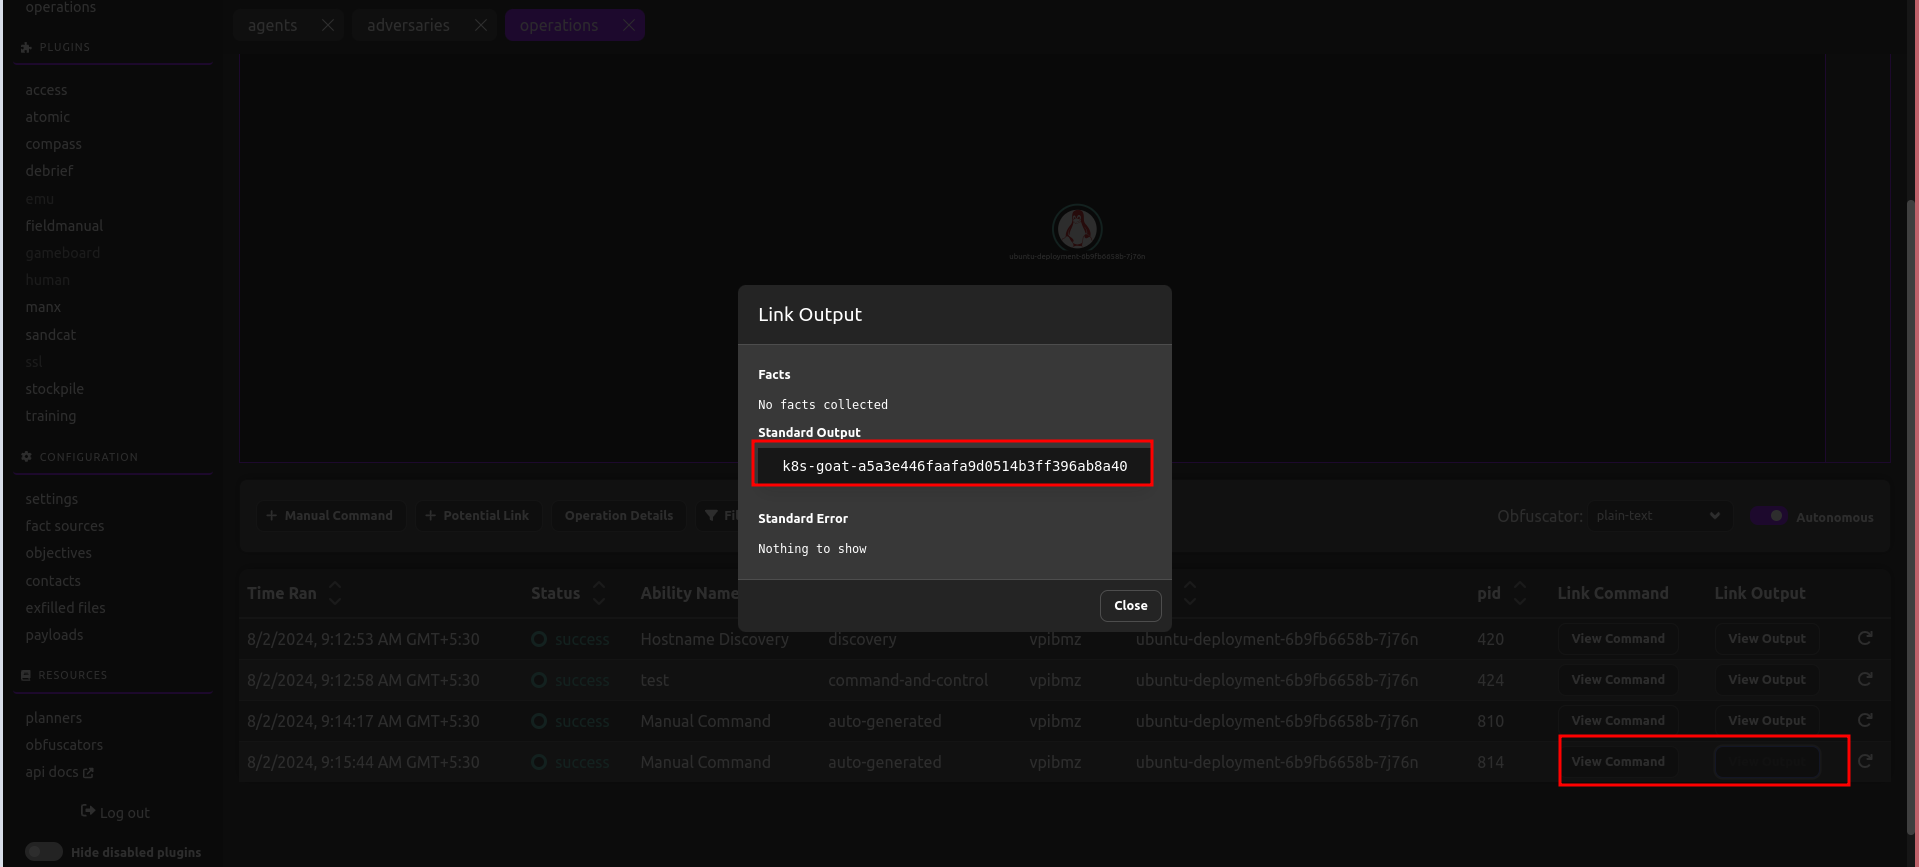 operations
agents
adversaries
operations
PLUGINS
access
atomic
compass
debrief
emu
fieldmanual
gameboard
human
manx
sandcat
ssl
stockpile
training
CONFIGURATION
settings
fact sources
objectives
contacts
exfilled files
payloads
RESOURCES
planners
obfuscators
api docs
Log out
Hide disabled plugins
ubuntu-deployment-6b9fb6658b-7j76n
Link Output
Facts
No facts collected
Standard Output
k8s-goat-a5a3e446faafa9d0514b3ff396ab8a40
Standard Error
Nothing to show
Close
+ Manual Command + Potential Link Operation Details Fil Obfuscator: plain-text Autonomous
Time Ran Status Ability Name pid Link Command Link Output
8/2/2024, 9:12:53 AM GMT+5:30 success Hostname Discovery discovery vpibmz ubuntu-deployment-6b9fb6658b-7j76n 420 View Command View Output
8/2/2024, 9:12:58 AM GMT+5:30 success test command-and-control vpibmz ubuntu-deployment-6b9fb6658b-7j76n 424 View Command View Output
8/2/2024, 9:14:17 AM GMT+5:30 success Manual Command auto-generated vpibmz ubuntu-deployment-6b9fb6658b-7j76n 810 View Command View Output
8/2/2024, 9:15:44 AM GMT+5:30 success Manual Command auto-generated vpibmz ubuntu-deployment-6b9fb6658b-7j76n 814 View Command